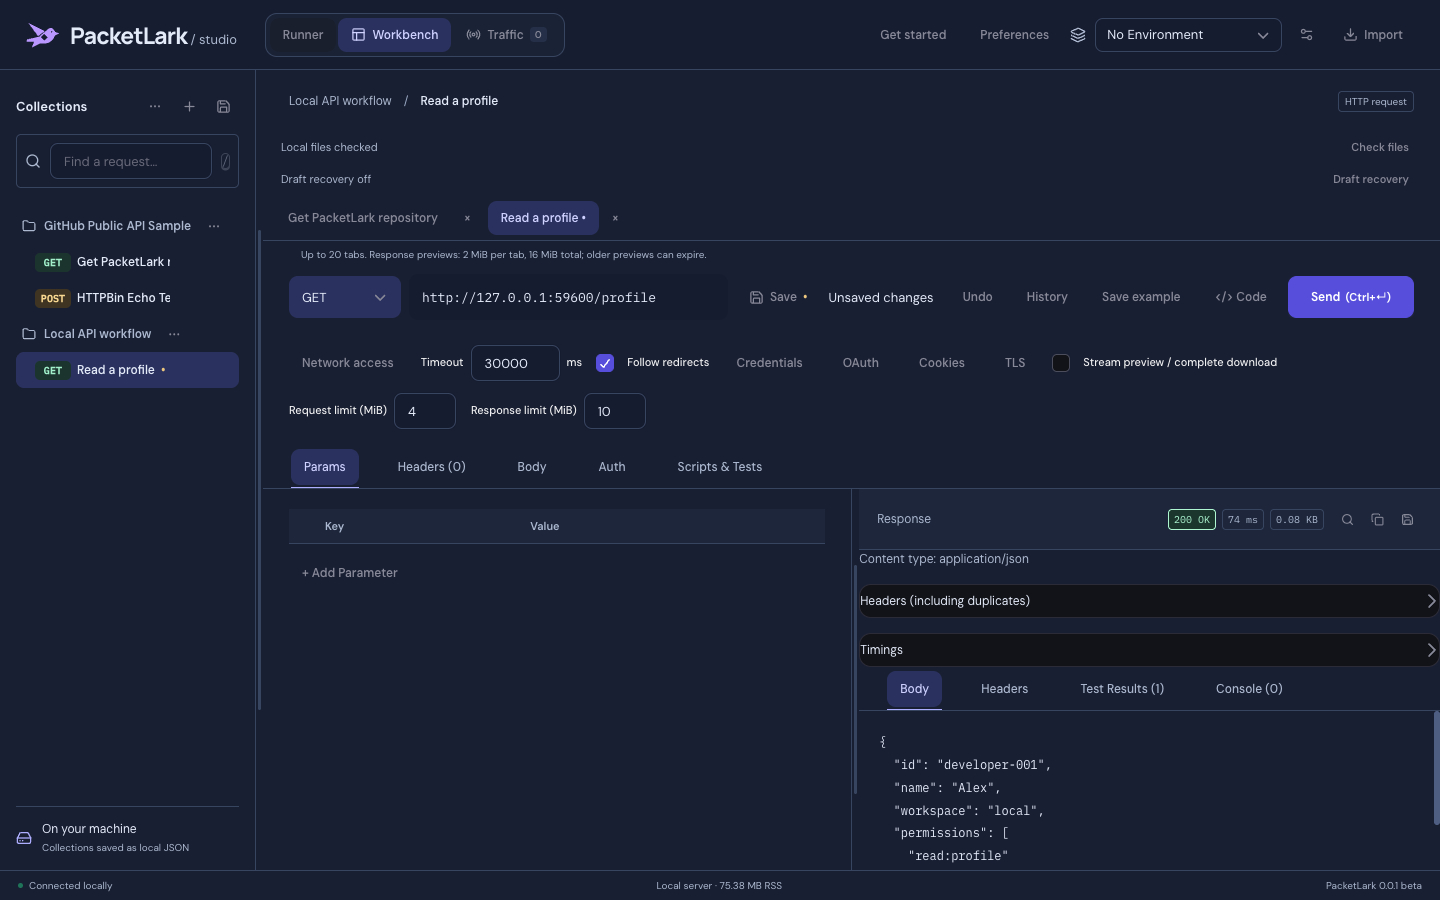 PacketLark / studio
Runner
Workbench
Traffic 0
Get started
Preferences
No Environment
Import
Collections
Find a request...
/
GitHub Public API Sample
GET Get PacketLark r
POST HTTPBin Echo Te
Local API workflow
GET Read a profile •
On your machine
Collections saved as local JSON
Local API workflow / Read a profile
HTTP request
Local files checked
Check files
Draft recovery off
Draft recovery
Get PacketLark repository ×
Read a profile • ×
Up to 20 tabs. Response previews: 2 MiB per tab, 16 MiB total; older previews can expire.
GET
http://127.0.0.1:59600/profile
Save •
Unsaved changes
Undo
History
Save example
</> Code
Send (Ctrl+↵)
Network access
Timeout 30000 ms
Follow redirects
Credentials
OAuth
Cookies
TLS
Stream preview / complete download
Request limit (MiB) 4
Response limit (MiB) 10
Params
Headers (0)
Body
Auth
Scripts & Tests
Key
Value
+ Add Parameter
Response
200 OK
74 ms
0.08 KB
Content type: application/json
Headers (including duplicates)
Timings
Body
Headers
Test Results (1)
Console (0)
{
"id": "developer-001",
"name": "Alex",
"workspace": "local",
"permissions": [
"read:profile"
Connected locally
Local server · 75.38 MB RSS
PacketLark 0.0.1 beta